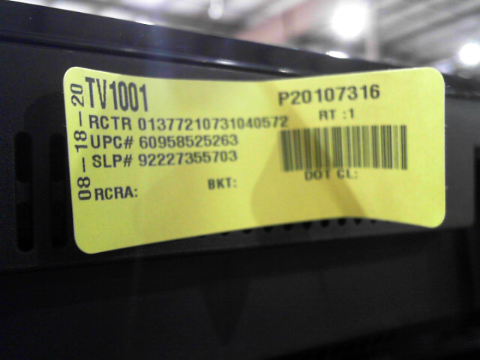 08-18-20
TV1001
P20107316
RCTR 01377210731040572
RT :1
UPC# 60958525263
SLP# 92227355703
DOT CL:
RCRA:
BKT: